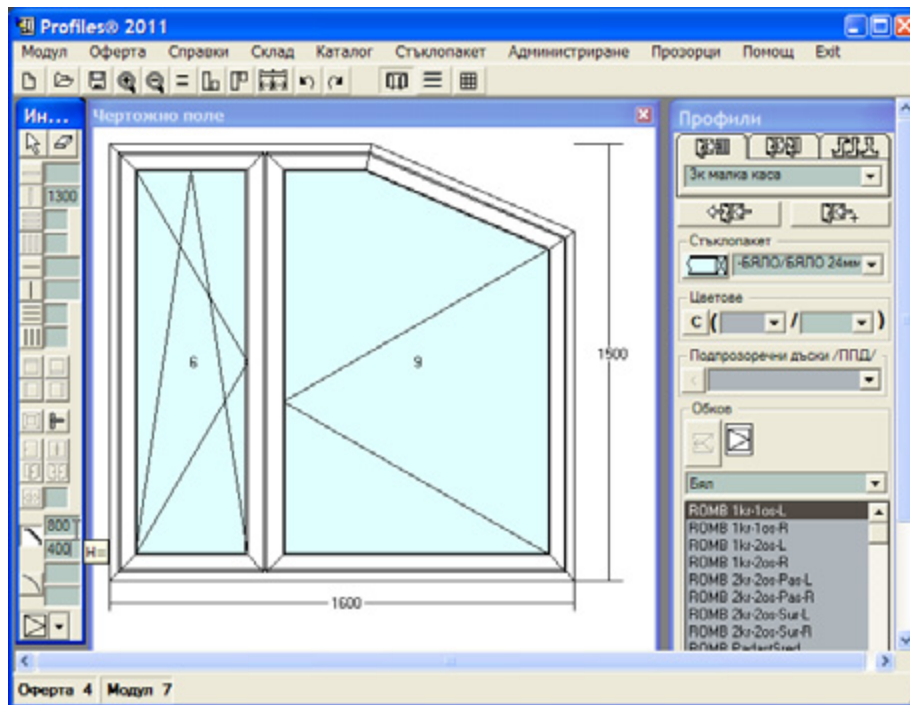 Profiles® 2011
Модул Оферта Справки Склад Каталог Стъклопакет Администриране Прозорци Помощ Exit
Ин...
Чертожно поле
Профили
3к малка каса
1300
Стъклопакет
-БЯЛО/БЯЛО 24мм
Цветове
C ( / )
6
9
1500
Подпрозоречни дъски /ППД/
<
Обков
Бял
ROMB 1kr-1os-L
ROMB 1kr-1os-R
ROMB 1kr-2os-L
ROMB 1kr-2os-R
ROMB 2kr-2os-Pas-L
ROMB 2kr-2os-Pas-R
ROMB 2kr-2os-Sur-L
ROMB 2kr-2os-Sur-R
ROMB PadastSred
800
400
H=
1600
Оферта 4 Модул 7